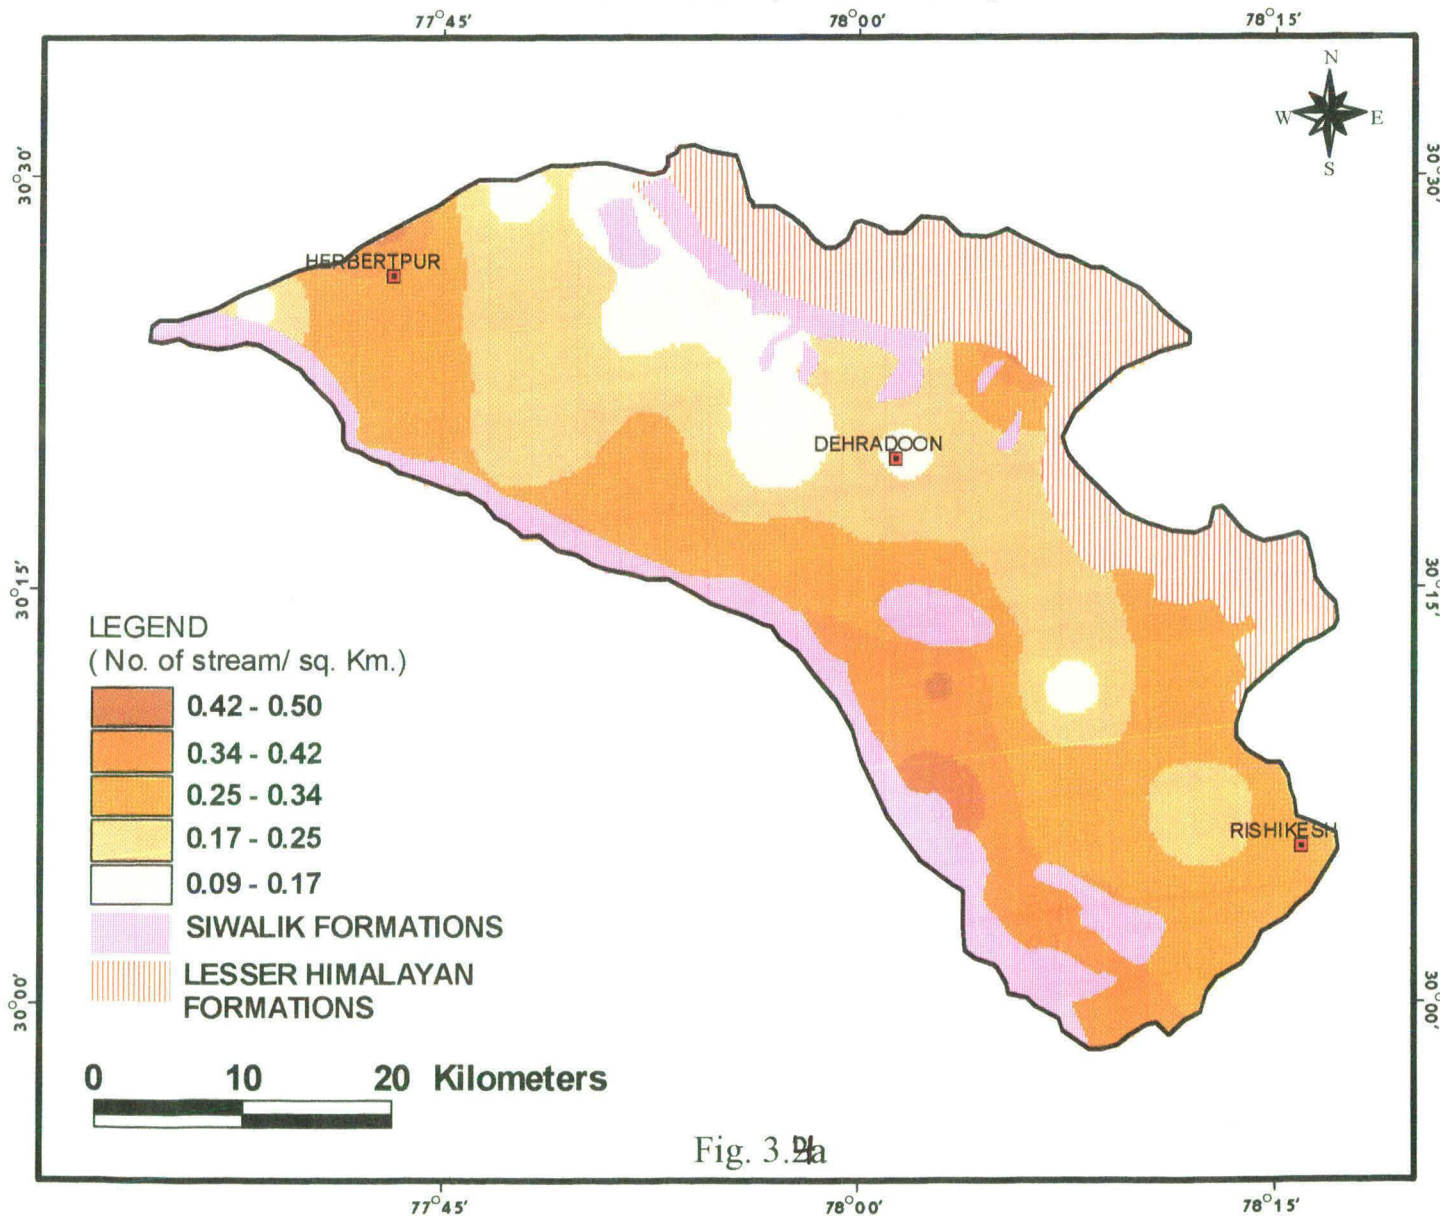 77°45′ 78°00′ 78°15′
N
W E
S
30°30′ 30°30′
HERBERTPUR
DEHRADOON
30°15′ 30°15′
LEGEND
( No. of stream/ sq. Km.)
0.42 - 0.50
0.34 - 0.42
0.25 - 0.34
0.17 - 0.25
RISHIKESH
0.09 - 0.17
SIWALIK FORMATIONS
LESSER HIMALAYAN
FORMATIONS
30°00′ 30°00′
0 10 20 Kilometers
Fig.
77°45′ 78°00′ 78°15′